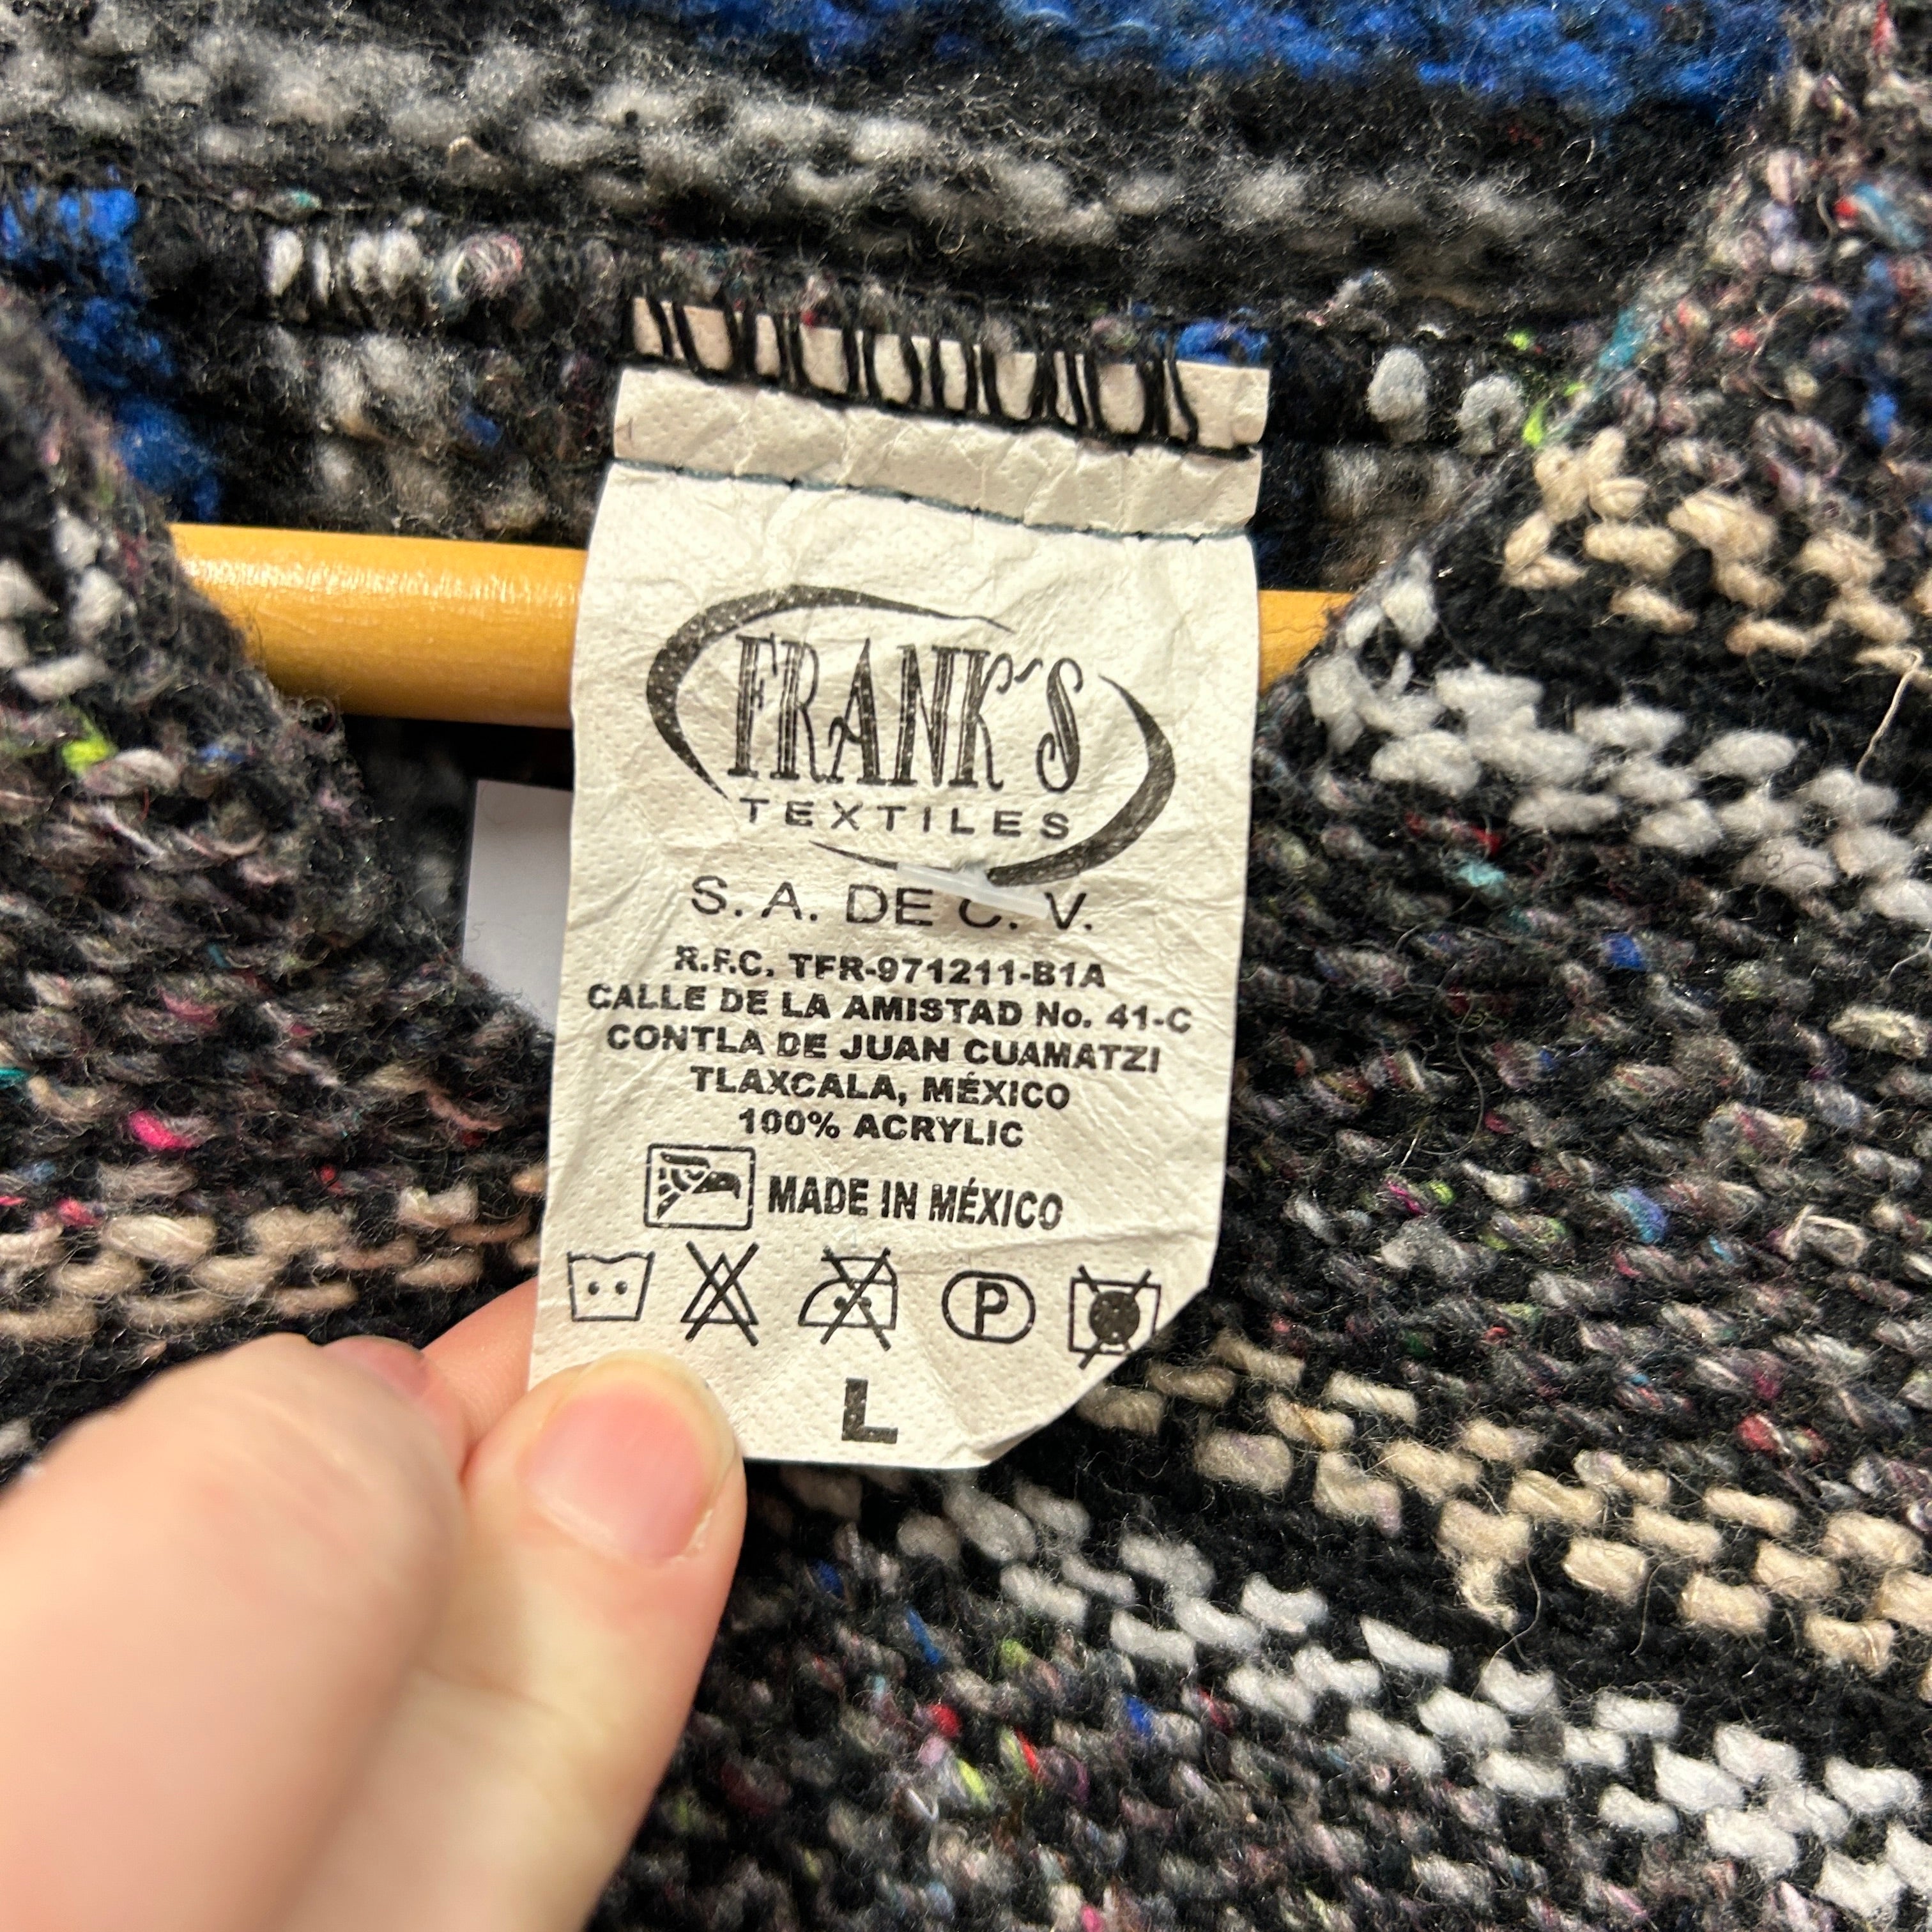 FRANK'S
TEXTILES
S. A. DE C. V.
R.F.C. TFR-971211-B1A
CALLE DE LA AMISTAD No. 41-C
CONTLA DE JUAN CUAMATZI
TLAXCALA, MÉXICO
100% ACRYLIC
MADE IN MÉXICO
P
L